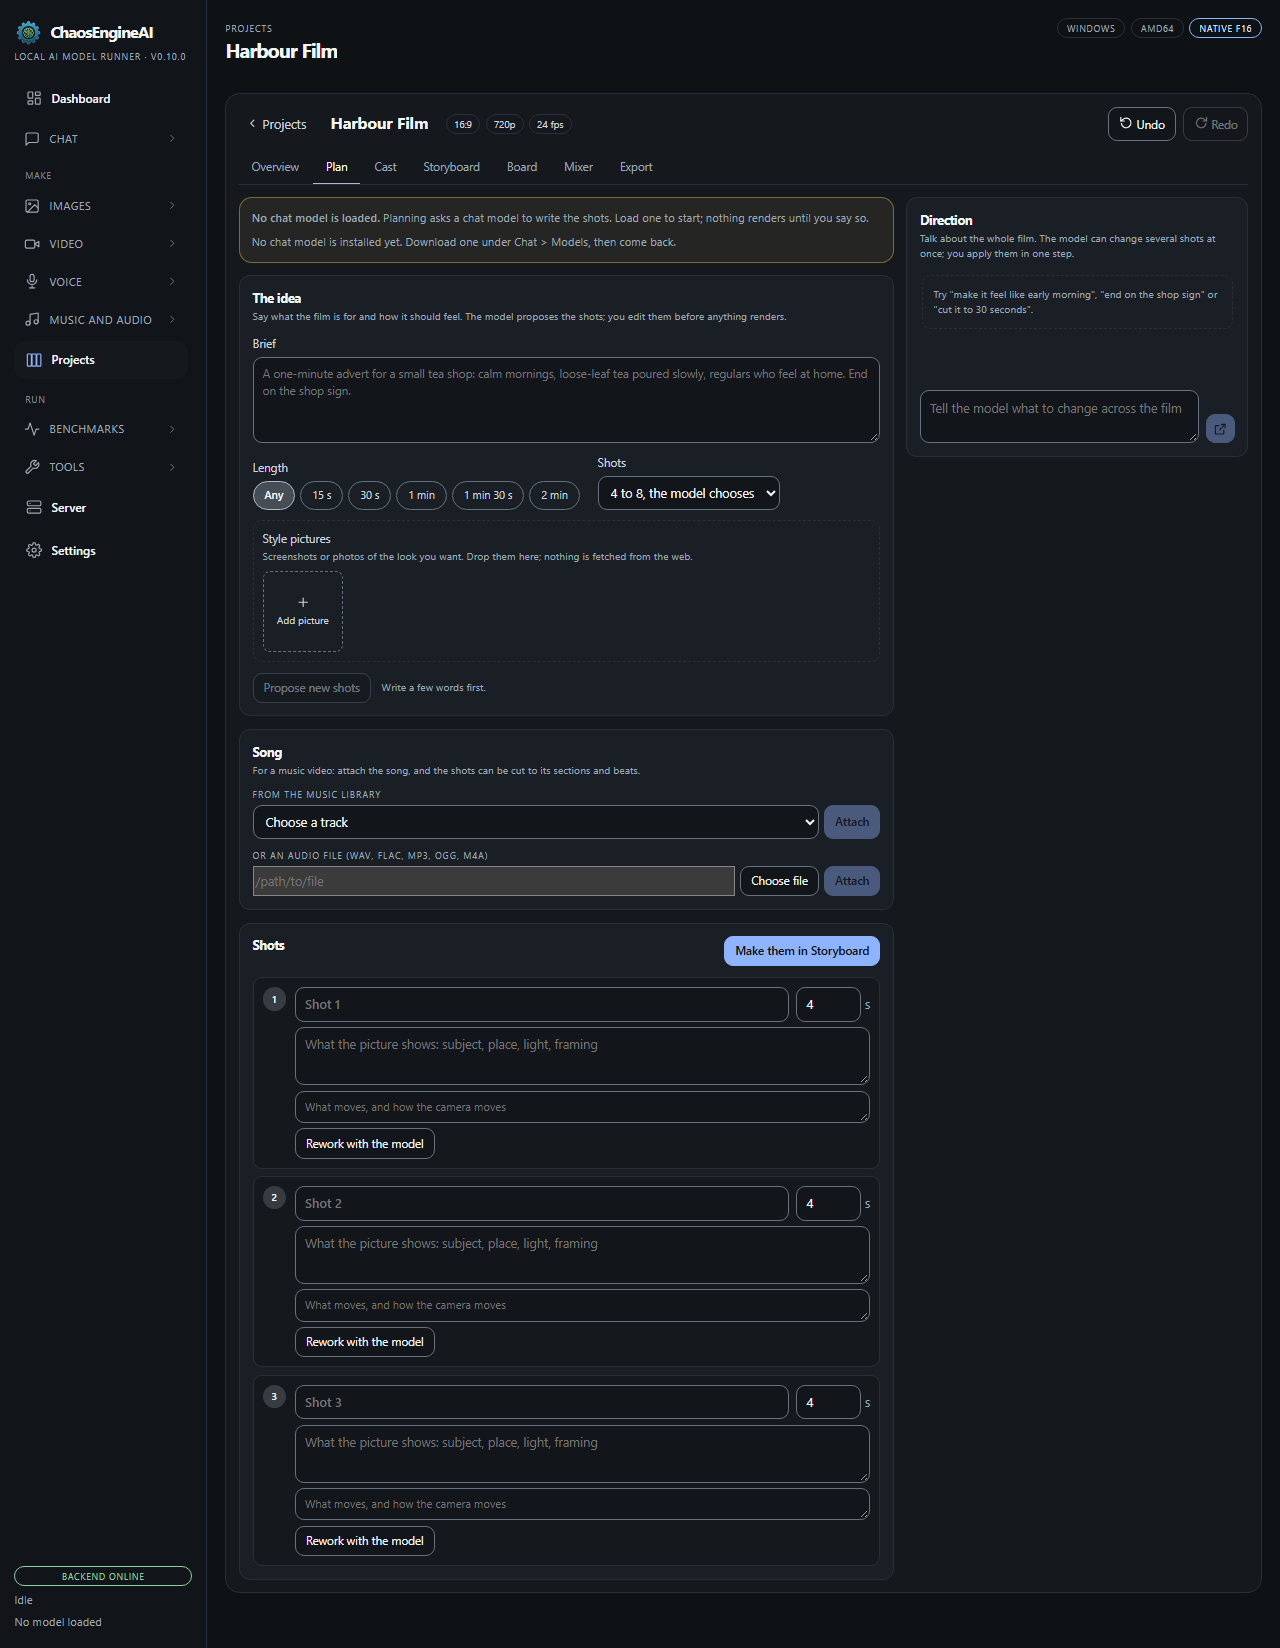 ChaosEngineAI
LOCAL AI MODEL RUNNER · V0.10.0
Dashboard
CHAT
MAKE
IMAGES
VIDEO
VOICE
MUSIC AND AUDIO
Projects
RUN
BENCHMARKS
TOOLS
Server
Settings
BACKEND ONLINE
Idle
No model loaded
PROJECTS
Harbour Film
WINDOWS
AMD64
NATIVE F16
Projects
Harbour Film
16:9
720p
24 fps
Undo
Redo
Overview
Plan
Cast
Storyboard
Board
Mixer
Export
No chat model is loaded. Planning asks a chat model to write the shots. Load one to start; nothing renders until you say so.
No chat model is installed yet. Download one under Chat > Models, then come back.
The idea
Say what the film is for and how it should feel. The model proposes the shots; you edit them before anything renders.
Brief
A one-minute advert for a small tea shop: calm mornings, loose-leaf tea poured slowly, regulars who feel at home. End
on the shop sign.
Length
Any
15 s
30 s
1 min
1 min 30 s
2 min
Shots
4 to 8, the model chooses
Style pictures
Screenshots or photos of the look you want. Drop them here; nothing is fetched from the web.
+
Add picture
Propose new shots
Write a few words first.
Song
For a music video: attach the song, and the shots can be cut to its sections and beats.
FROM THE MUSIC LIBRARY
Choose a track
Attach
OR AN AUDIO FILE (WAV, FLAC, MP3, OGG, M4A)
/path/to/file
Choose file
Attach
Shots
Make them in Storyboard
1
Shot 1
4
s
What the picture shows: subject, place, light, framing
What moves, and how the camera moves
Rework with the model
2
Shot 2
4
s
What the picture shows: subject, place, light, framing
What moves, and how the camera moves
Rework with the model
3
Shot 3
4
s
What the picture shows: subject, place, light, framing
What moves, and how the camera moves
Rework with the model
Direction
Talk about the whole film. The model can change several shots at
once; you apply them in one step.
Try "make it feel like early morning", "end on the shop sign" or
"cut it to 30 seconds".
Tell the model what to change across the film